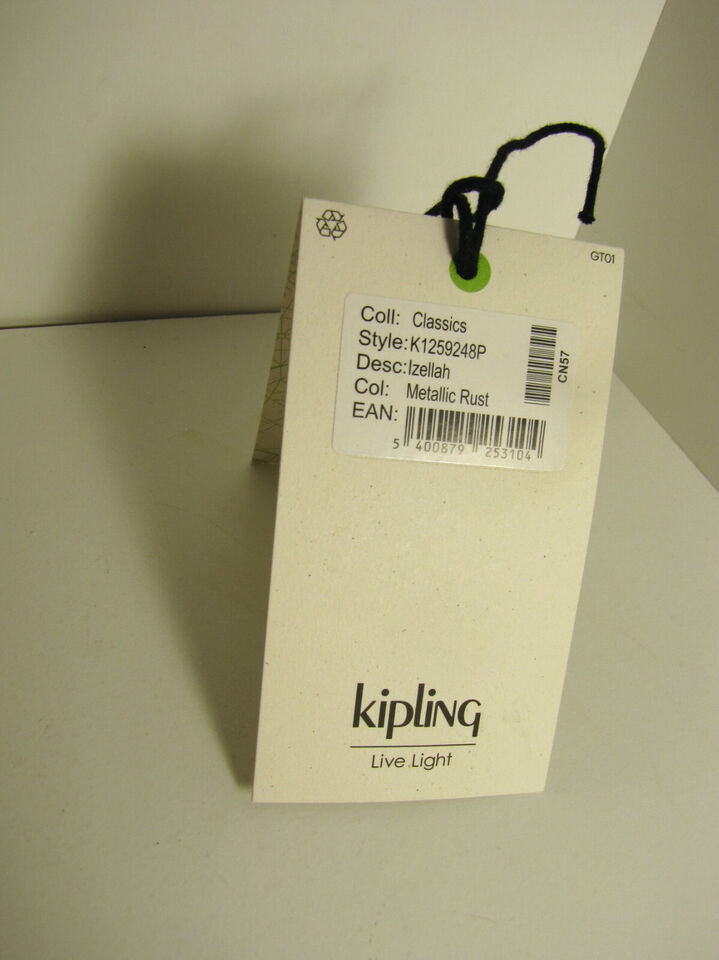 GT01
Coll: Classics
Style:K1259248P
Desc:Izellah
Col: Metallic Rust
EAN:
5 400879 253104
CN57
kipling
Live Light